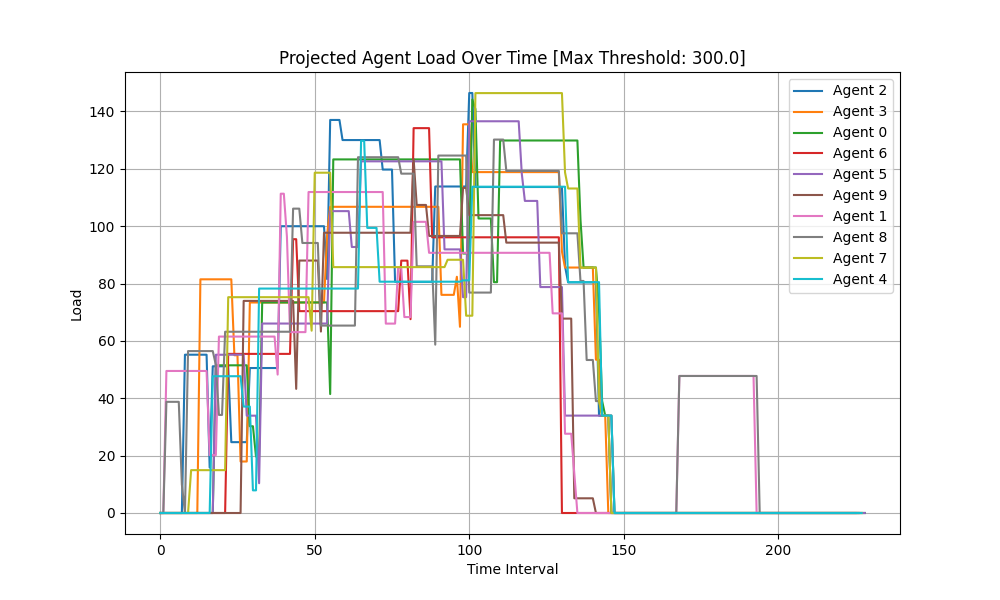 Projected Agent Load Over Time [Max Threshold: 300.0]
Load
140
120
100
80
60
40
20
0
0 50 100 150 200
Time Interval
Agent 2
Agent 3
Agent 0
Agent 6
Agent 5
Agent 9
Agent 1
Agent 8
Agent 7
Agent 4